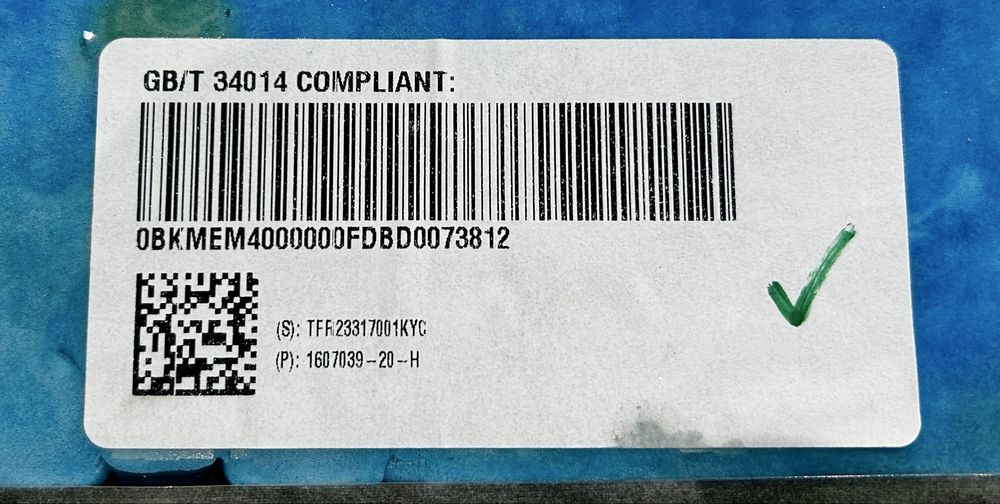 GB/T 34014 COMPLIANT:
0BKMEM4000000FDBD0073812
(S): TFR23317001KYC
(P): 1607039-20-H